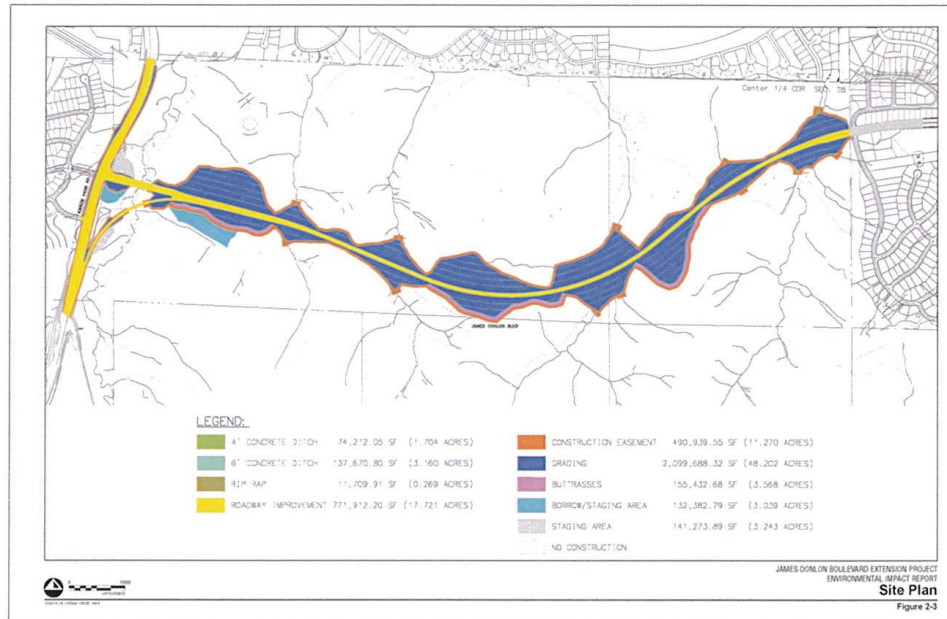 Center 1/4 COR SEC. 28
JAMES DONLON BLVD
LEGEND:
4' CONCRETE DITCH 74,212.05 SF (1.704 ACRES)
6' CONCRETE DITCH 137,670.80 SF (3.160 ACRES)
RIP RAP 11,709.91 SF (0.269 ACRES)
ROADWAY IMPROVEMENT 771,912.20 SF (17.721 ACRES)
CONSTRUCTION EASEMENT 490,939.55 SF (11.270 ACRES)
GRADING 2,099,688.32 SF (48.202 ACRES)
BUTTRASSES 155,432.68 SF (3.568 ACRES)
BORROW/STAGING AREA 132,382.79 SF (3.039 ACRES)
STAGING AREA 141,273.89 SF (3.243 ACRES)
NO CONSTRUCTION
JAMES DONLON BOULEVARD EXTENSION PROJECT
ENVIRONMENTAL IMPACT REPORT
Site Plan
Figure 2-3